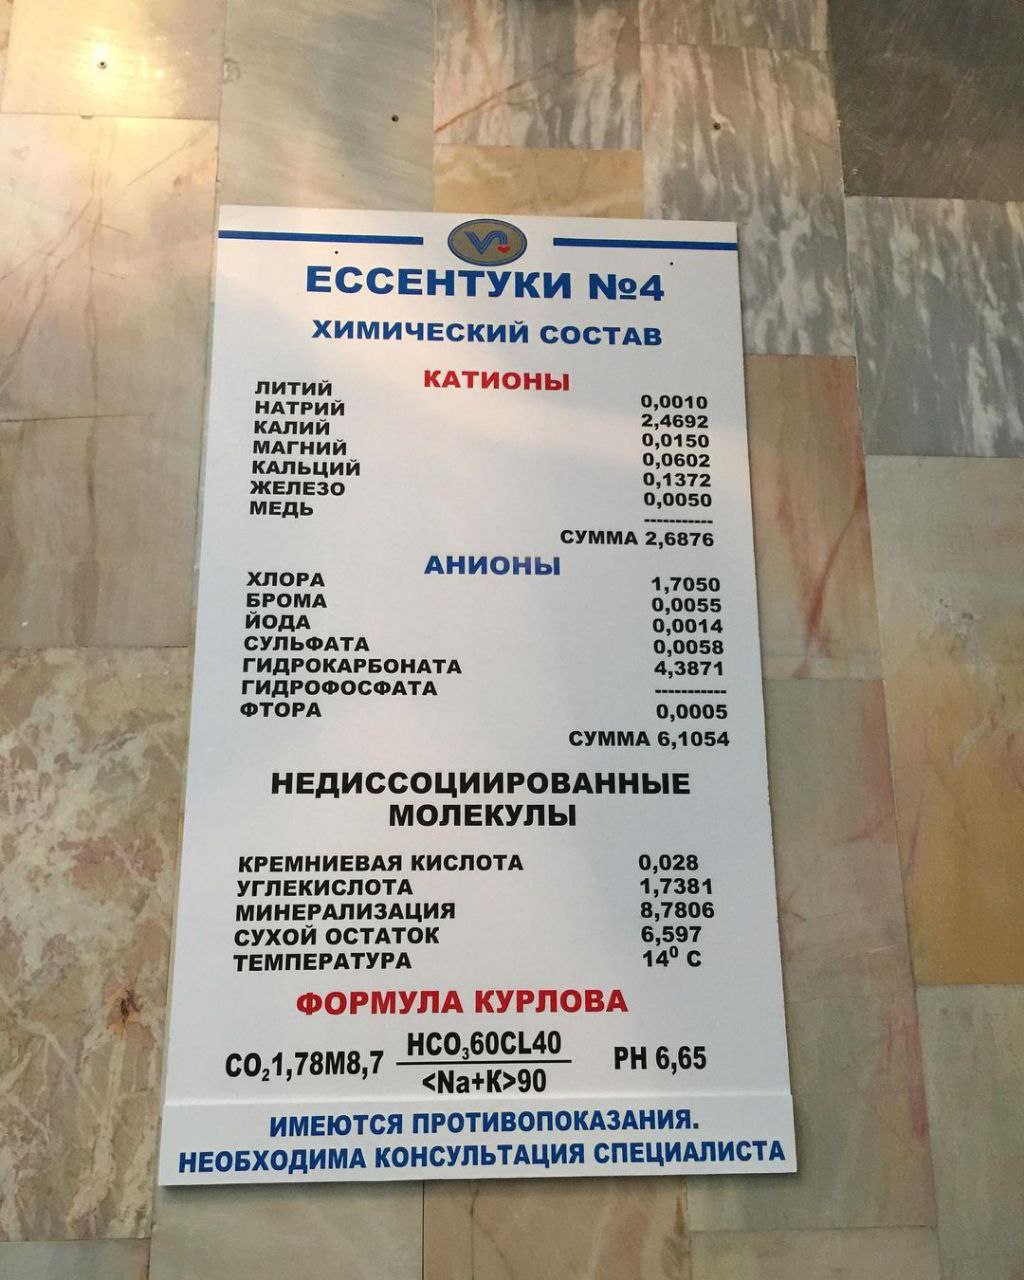 ЕССЕНТУКИ №4
ХИМИЧЕСКИЙ СОСТАВ
КАТИОНЫ
ЛИТИЙ 0,0010
НАТРИЙ 2,4692
КАЛИЙ 0,0150
МАГНИЙ 0,0602
КАЛЬЦИЙ 0,1372
ЖЕЛЕЗО 0,0050
МЕДЬ -----------
СУММА 2,6876
АНИОНЫ
ХЛОРА 1,7050
БРОМА 0,0055
ЙОДА 0,0014
СУЛЬФАТА 0,0058
ГИДРОКАРБОНАТА 4,3871
ГИДРОФОСФАТА -----------
ФТОРА 0,0005
СУММА 6,1054
НЕДИССОЦИИРОВАННЫЕ
МОЛЕКУЛЫ
КРЕМНИЕВАЯ КИСЛОТА 0,028
УГЛЕКИСЛОТА 1,7381
МИНЕРАЛИЗАЦИЯ 8,7806
СУХОЙ ОСТАТОК 6,597
ТЕМПЕРАТУРА 14⁰ С
ФОРМУЛА КУРЛОВА
HCO₃60CL40
CO₂1,78M8,7 PH 6,65
<Na+K>90
ИМЕЮТСЯ ПРОТИВОПОКАЗАНИЯ.
НЕОБХОДИМА КОНСУЛЬТАЦИЯ СПЕЦИАЛИСТА